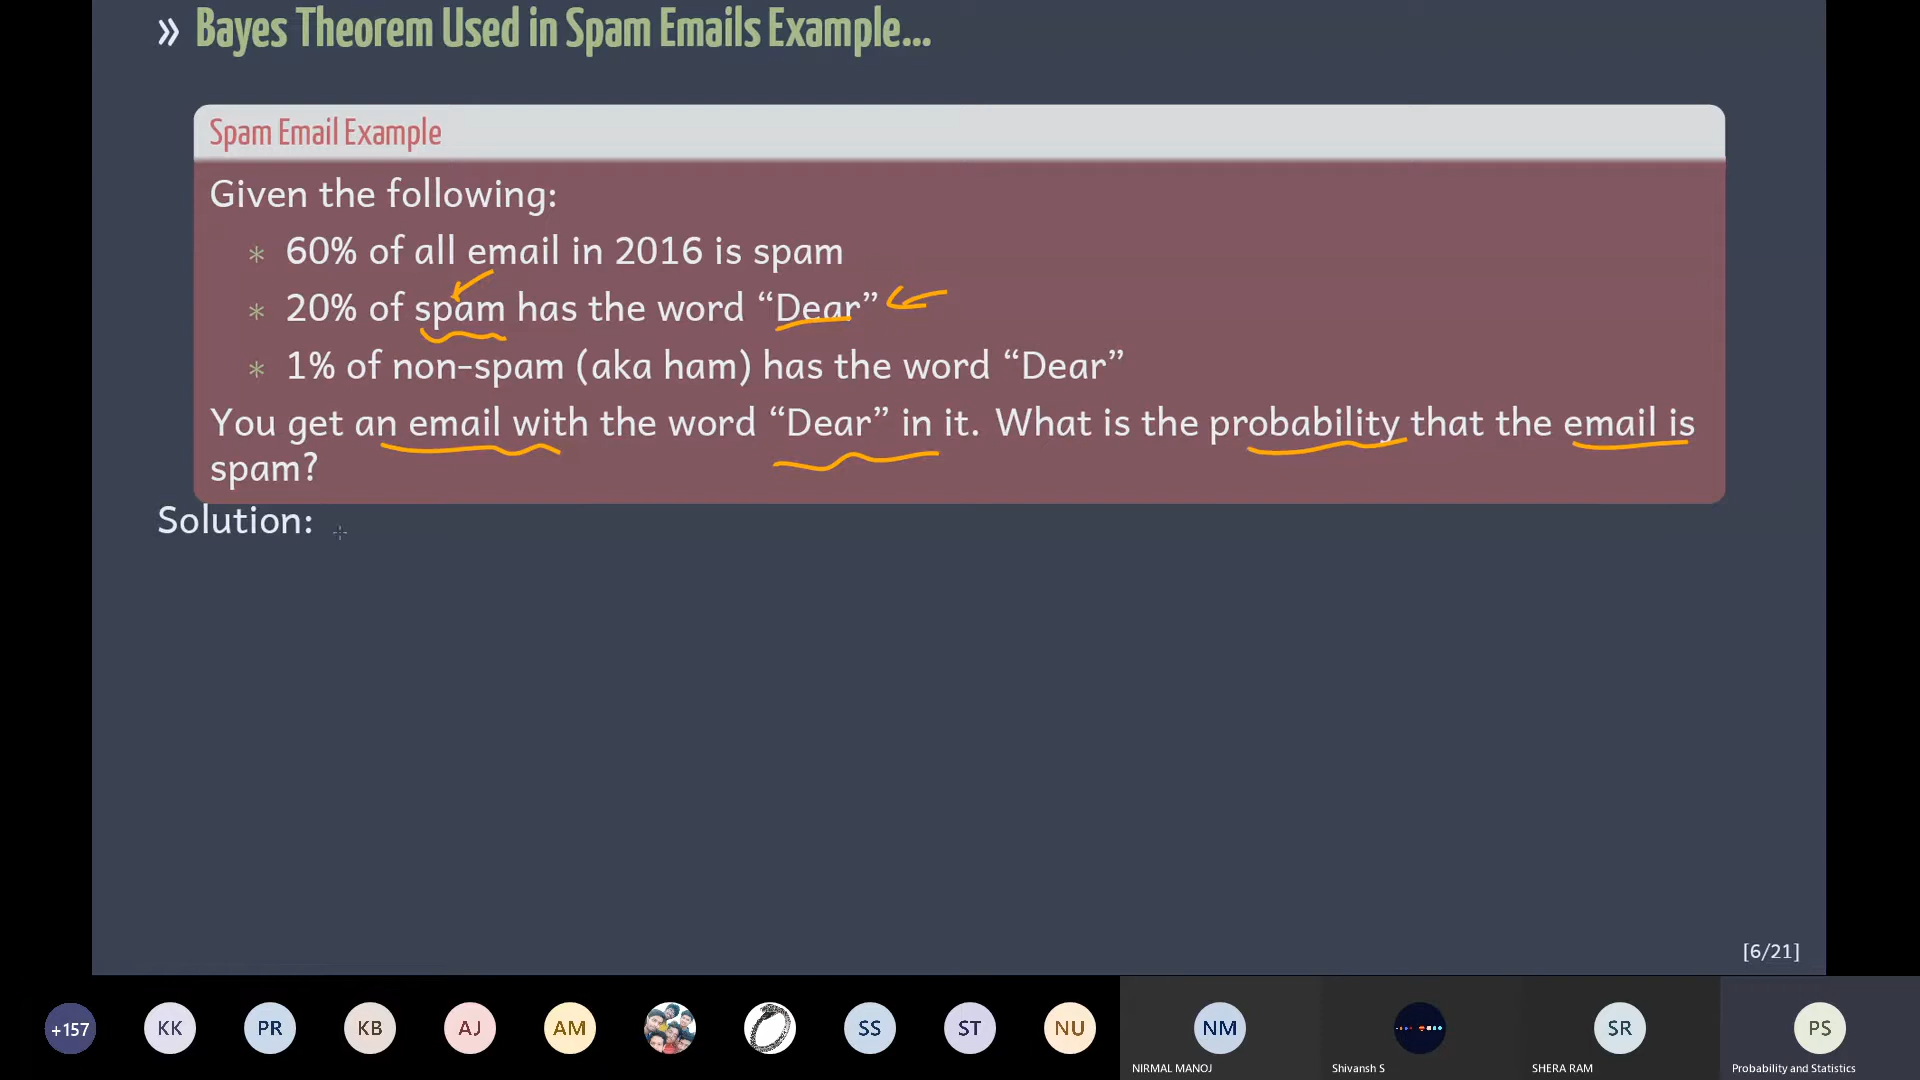 » Bayes Theorem Used in Spam Emails Example...
Spam Email Example
Given the following:
* 60% of all email in 2016 is spam
* 20% of spam has the word “Dear”
* 1% of non-spam (aka ham) has the word “Dear”
You get an email with the word “Dear” in it. What is the probability that the email is
spam?
Solution:
[6/21]
+157 KK PR KB AJ AM SS ST NU NM SR PS
NIRMAL MANOJ Shivansh S SHERA RAM Probability and Statistics